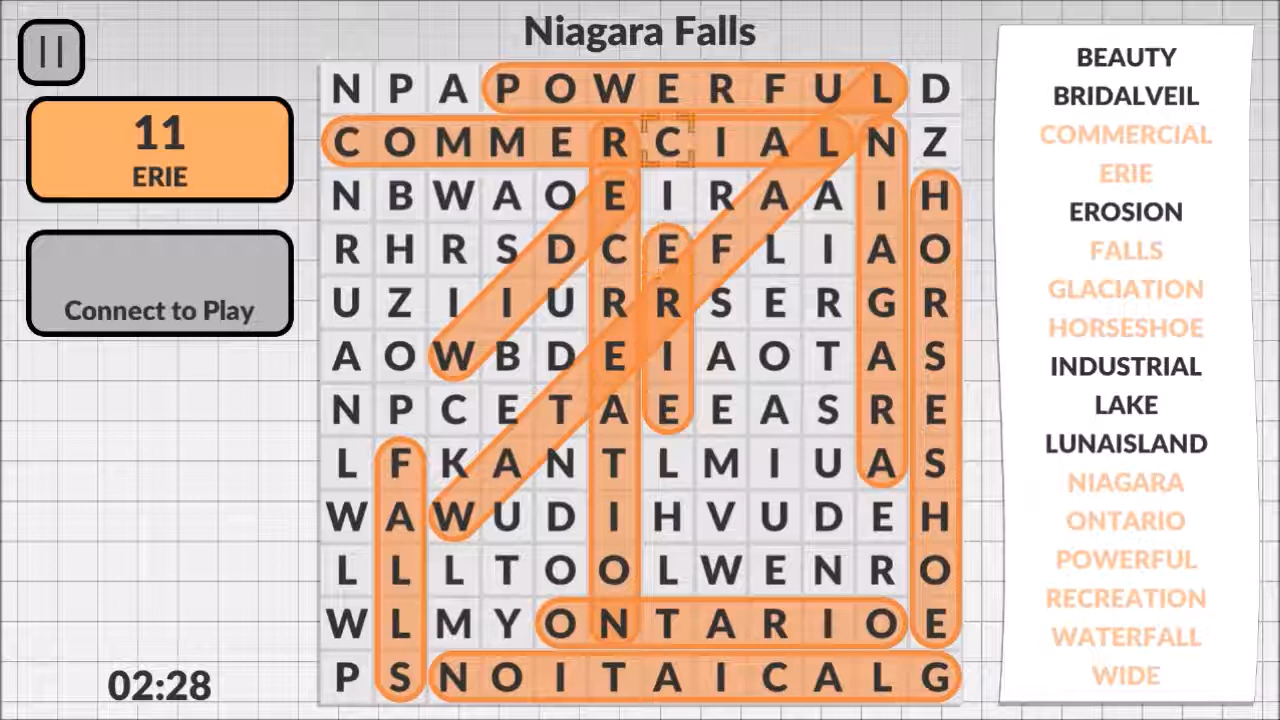 Niagara Falls
11
ERIE
Connect to Play
02:28
N P A P O W E R F U L D
C O M M E R C I A L N Z
N B W A O E I R A A I H
R H R S D C E F L I A O
U Z I I U R R S E R G R
A O W B D E I A O T A S
N P C E T A E E A S R E
L F K A N T L M I U A S
W A W U D I H V U D E H
L L L T O O L W E N R O
W L M Y O N T A R I O E
P S N O I T A I C A L G
BEAUTY
BRIDALVEIL
COMMERCIAL
ERIE
EROSION
FALLS
GLACIATION
HORSESHOE
INDUSTRIAL
LAKE
LUNAISLAND
NIAGARA
ONTARIO
POWERFUL
RECREATION
WATERFALL
WIDE